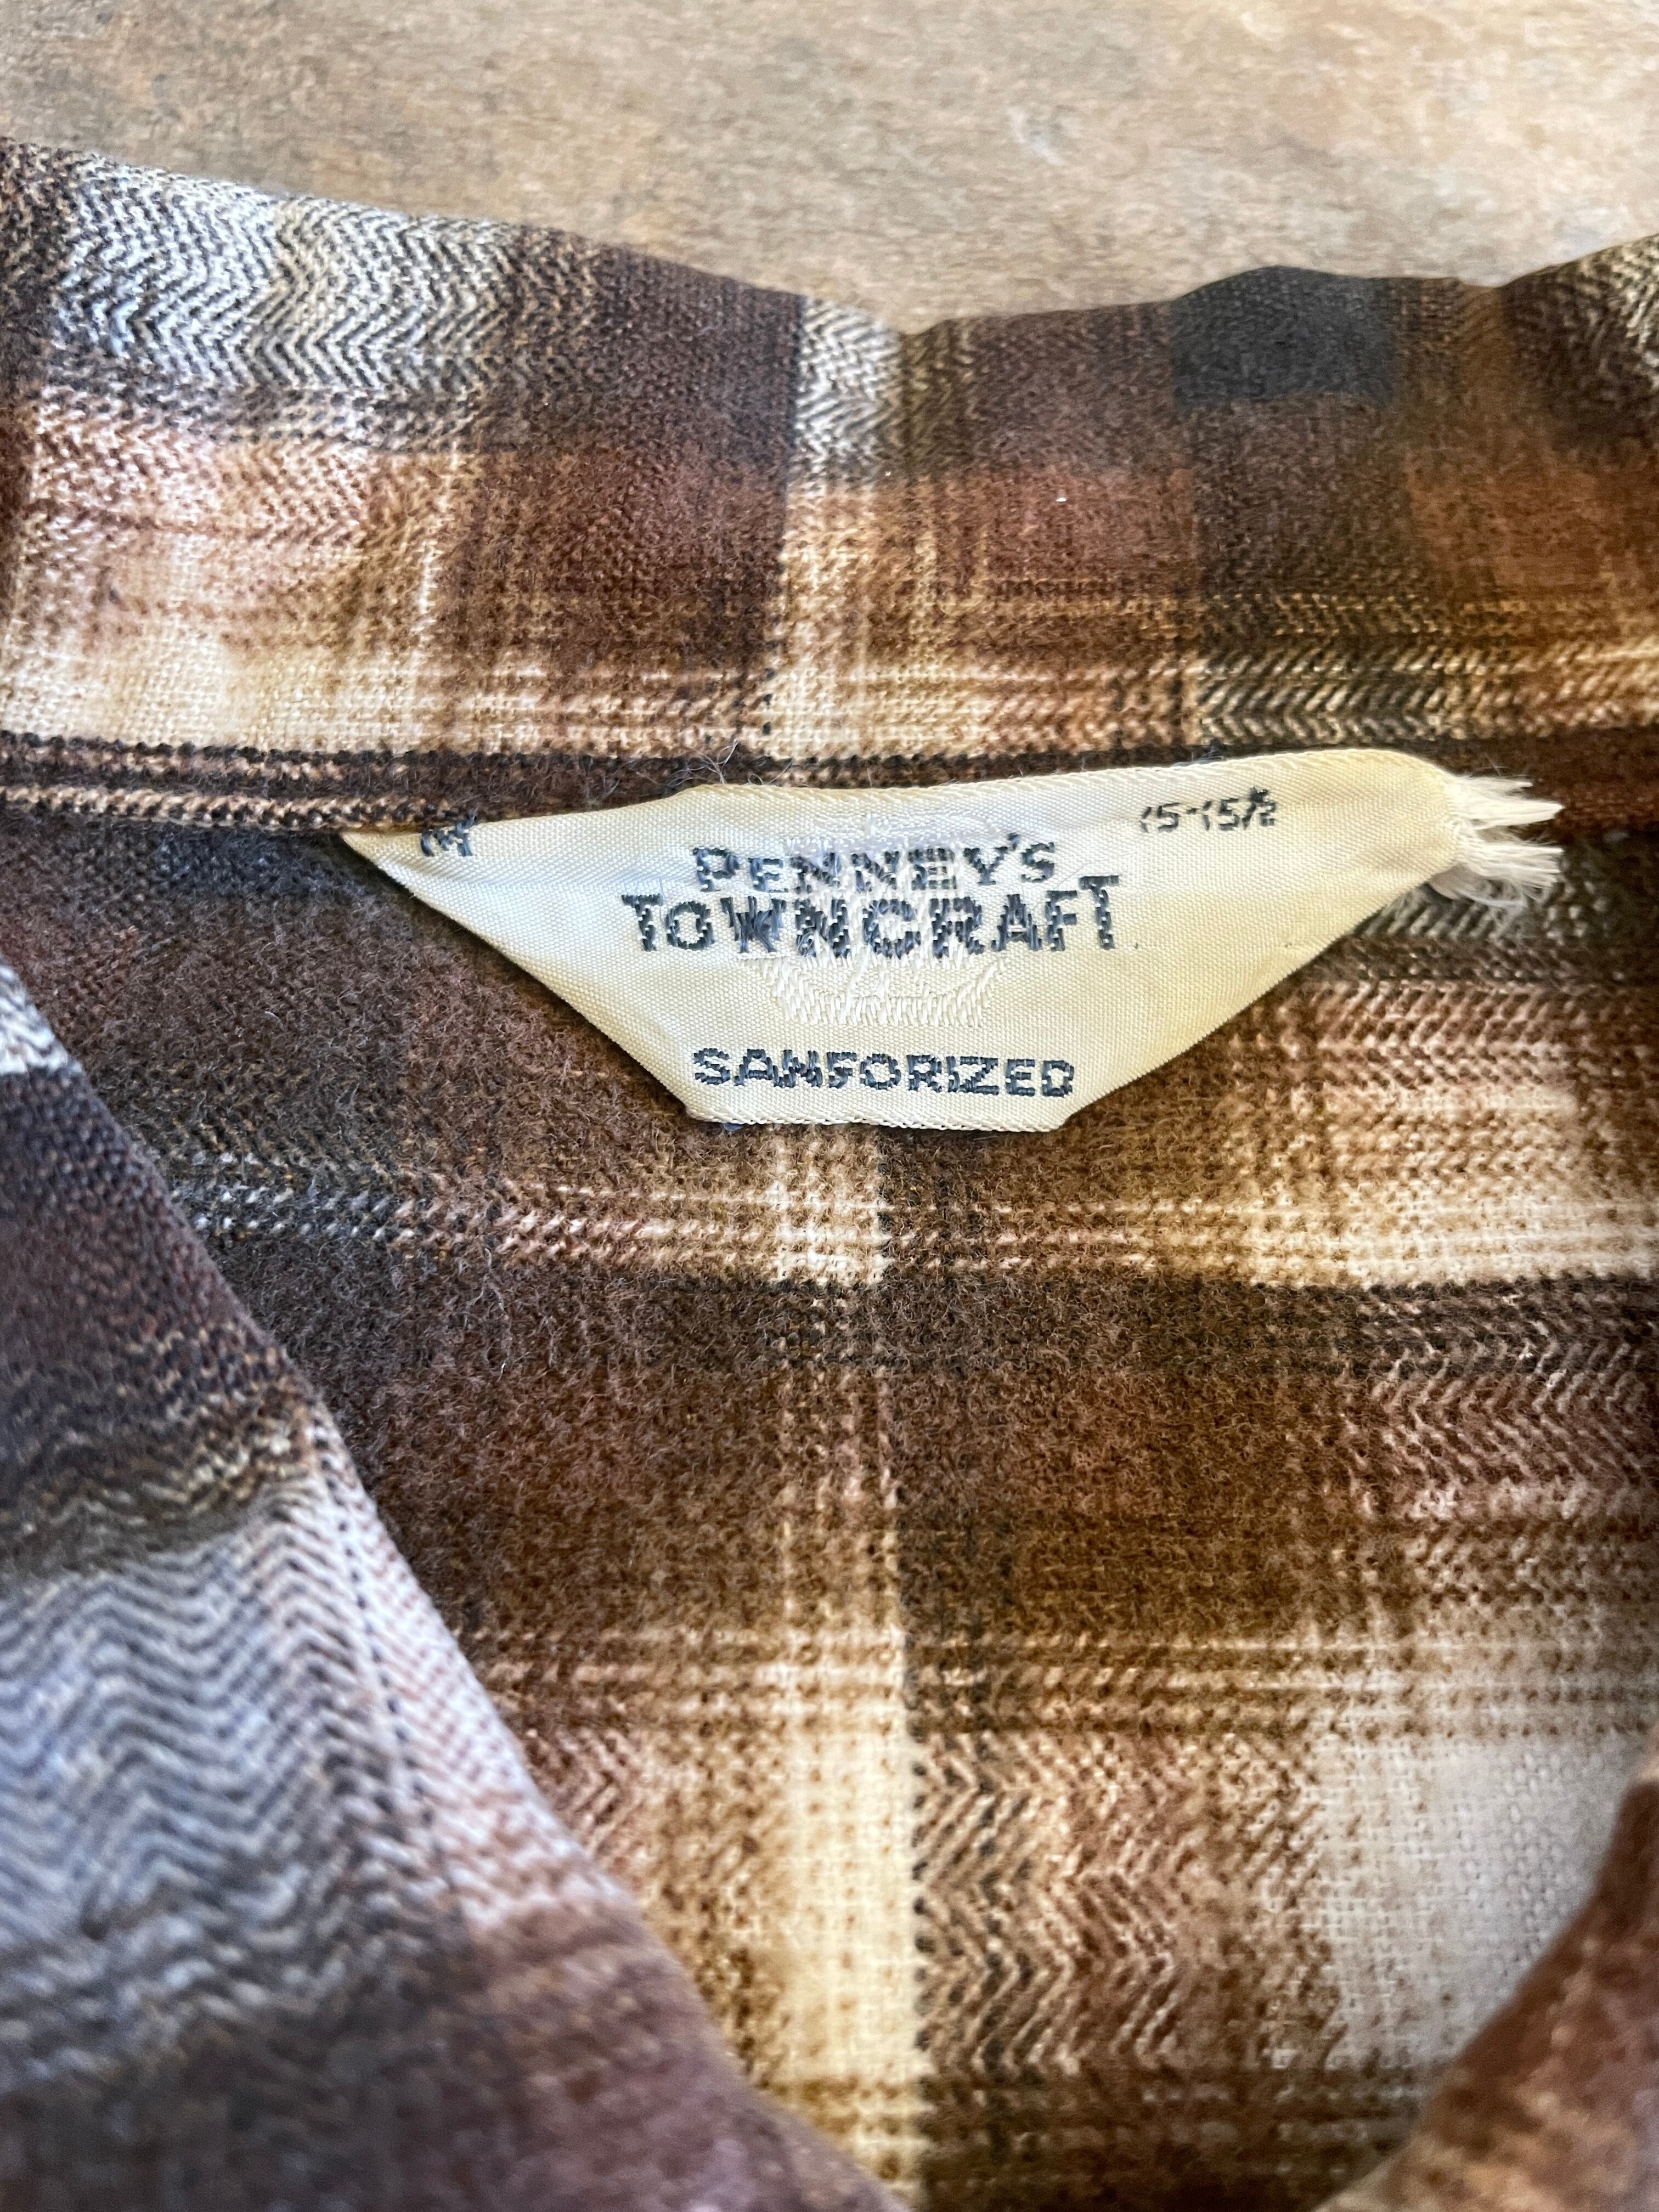 M 15-15½
PENNEY'S
TOWNCRAFT
SANFORIZED